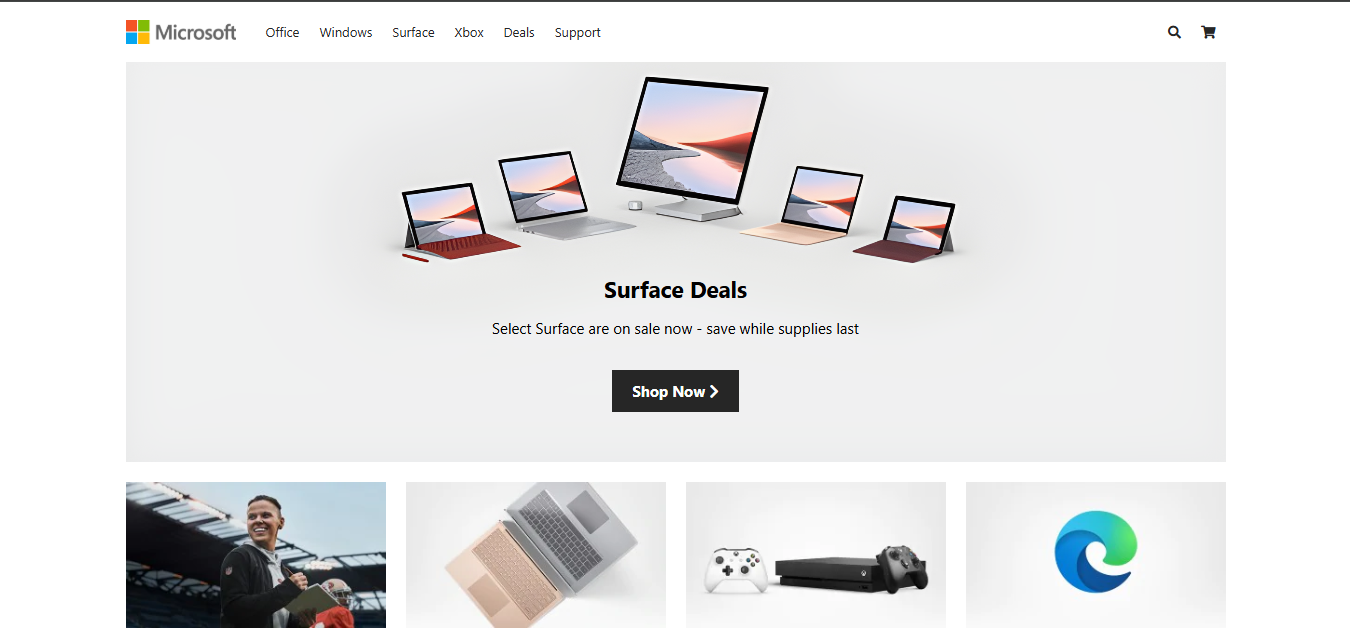 Microsoft
Office Windows Surface Xbox Deals Support
Surface Deals
Select Surface are on sale now - save while supplies last
Shop Now